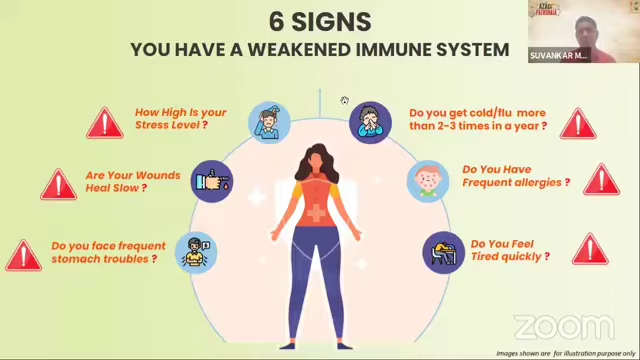 6 SIGNS
YOU HAVE A WEAKENED IMMUNE SYSTEM
AZADI
PATHSHALA
SUVANKAR M...
How High Is your
Stress Level ?
Do you get cold/flu more
than 2-3 times in a year ?
Are Your Wounds
Heal Slow ?
Do You Have
Frequent allergies ?
Do you face frequent
stomach troubles ?
Do You Feel
Tired quickly ?
zoom
Images shown are for illustration purpose only